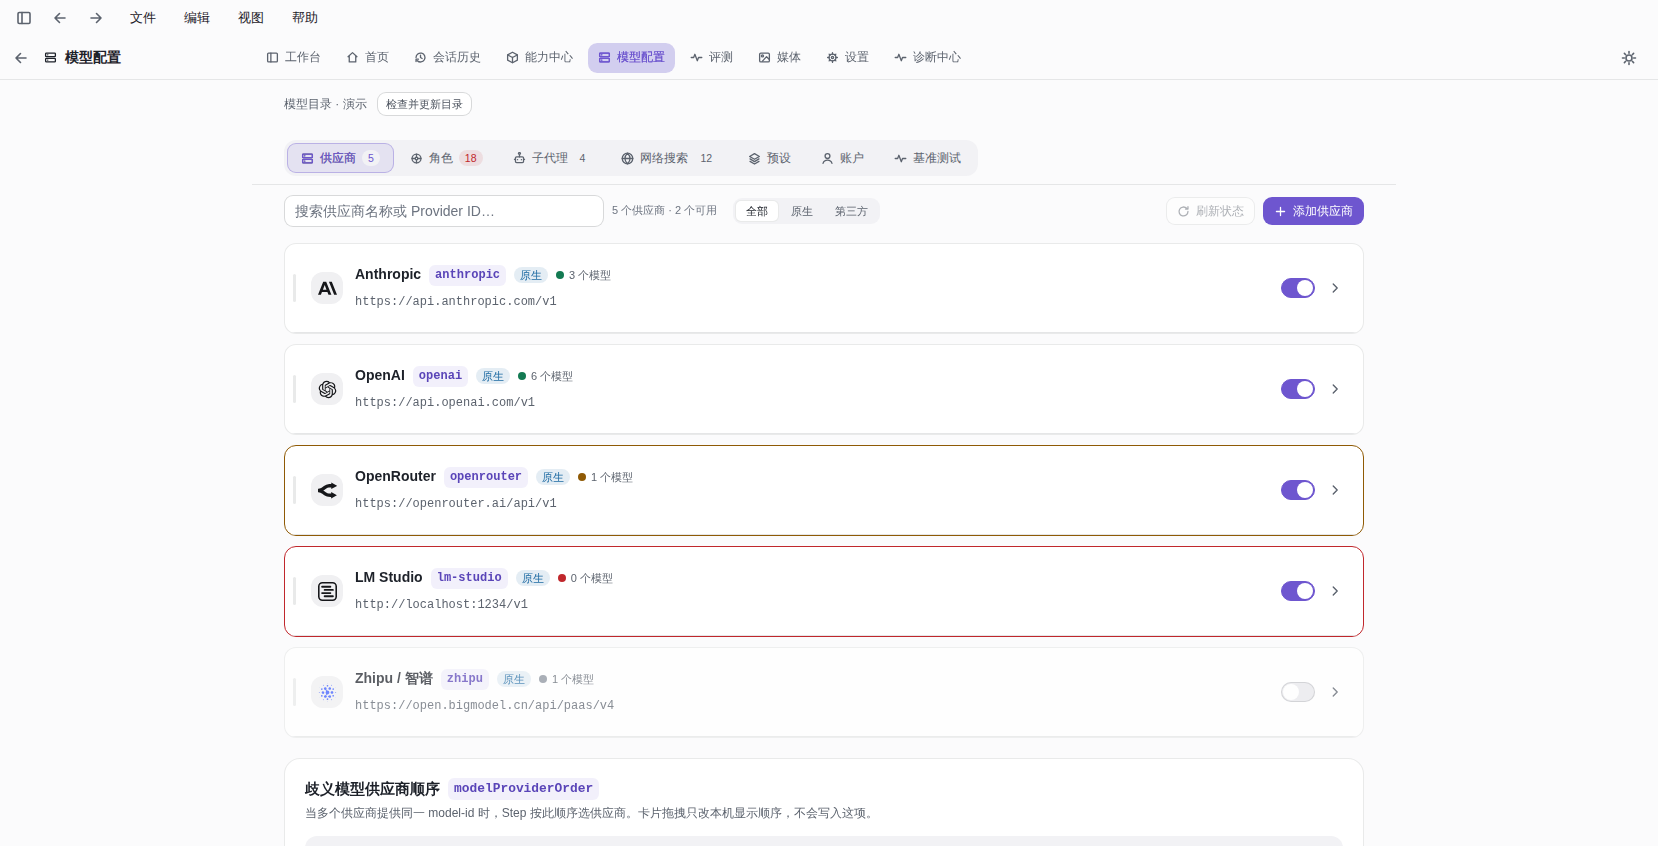 文件 编辑 视图 帮助
模型配置 工作台 首页 会话历史 能力中心 模型配置 评测 媒体 设置 诊断中心
模型目录 · 演示 检查并更新目录
供应商 5 角色 18 子代理 4 网络搜索 12 预设 账户 基准测试
搜索供应商名称或 Provider ID… 5 个供应商 · 2 个可用 全部 原生 第三方 刷新状态 添加供应商
Anthropic anthropic 原生 3 个模型
https://api.anthropic.com/v1
OpenAI openai 原生 6 个模型
https://api.openai.com/v1
OpenRouter openrouter 原生 1 个模型
https://openrouter.ai/api/v1
LM Studio lm-studio 原生 0 个模型
http://localhost:1234/v1
Zhipu / 智谱 zhipu 原生 1 个模型
https://open.bigmodel.cn/api/paas/v4
歧义模型供应商顺序 modelProviderOrder
当多个供应商提供同一 model-id 时，Step 按此顺序选供应商。卡片拖拽只改本机显示顺序，不会写入这项。